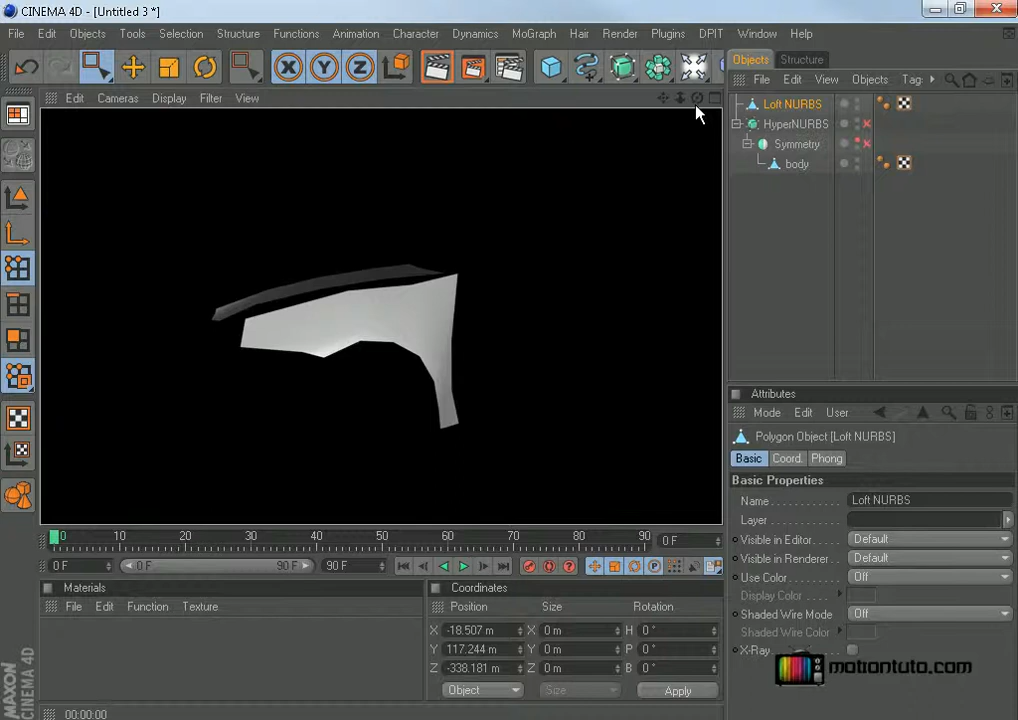 CINEMA 4D - [Untitled 3 *]
File Edit Objects Tools Selection Structure Functions Animation Character Dynamics MoGraph Hair Render Plugins DPIT Window Help
Objects Structure
File Edit View Objects Tag
Edit Cameras Display Filter View
Loft NURBS
HyperNURBS
Symmetry
body
Attributes
Mode Edit User
Polygon Object [Loft NURBS]
Basic Coord. Phong
Basic Properties
Name Loft NURBS
Layer
Visible in Editor Default
Visible in Renderer Default
Use Color Off
Display Color
Shaded Wire Mode Off
Shaded Wire Color
X-Ray
motiontuto.com
0 10 20 30 40 50 60 70 80 90 0 F
0 F 0 F 90 F 90 F
Materials
File Edit Function Texture
Coordinates
Position Size Rotation
X -18.507 m X 0 m H 0 °
Y 117.244 m Y 0 m P 0 °
Z -338.181 m Z 0 m B 0 °
Object Size Apply
MAXON CINEMA 4D
00:00:00